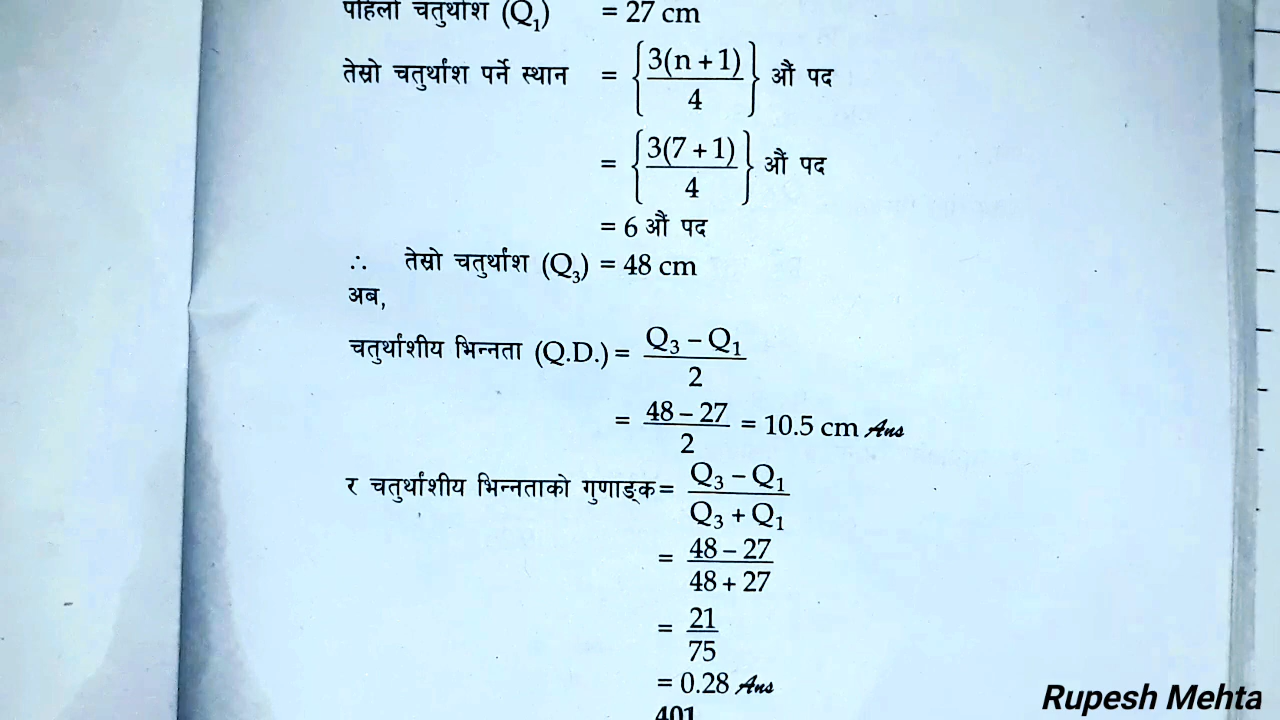 पहिलो चतुर्थांश (Q₁) = 27 cm
तेस्रो चतुर्थांश पर्ने स्थान = {3(n + 1)/4} औं पद
= {3(7 + 1)/4} औं पद
= 6 औं पद
∴ तेस्रो चतुर्थांश (Q₃) = 48 cm
अब,
चतुर्थांशीय भिन्नता (Q.D.) = Q₃ – Q₁/2
= 48 – 27/2 = 10.5 cm Ans
र चतुर्थांशीय भिन्नताको गुणाङ्क = Q₃ – Q₁/Q₃ + Q₁
= 48 – 27/48 + 27
= 21/75
= 0.28 Ans
401
Rupesh Mehta